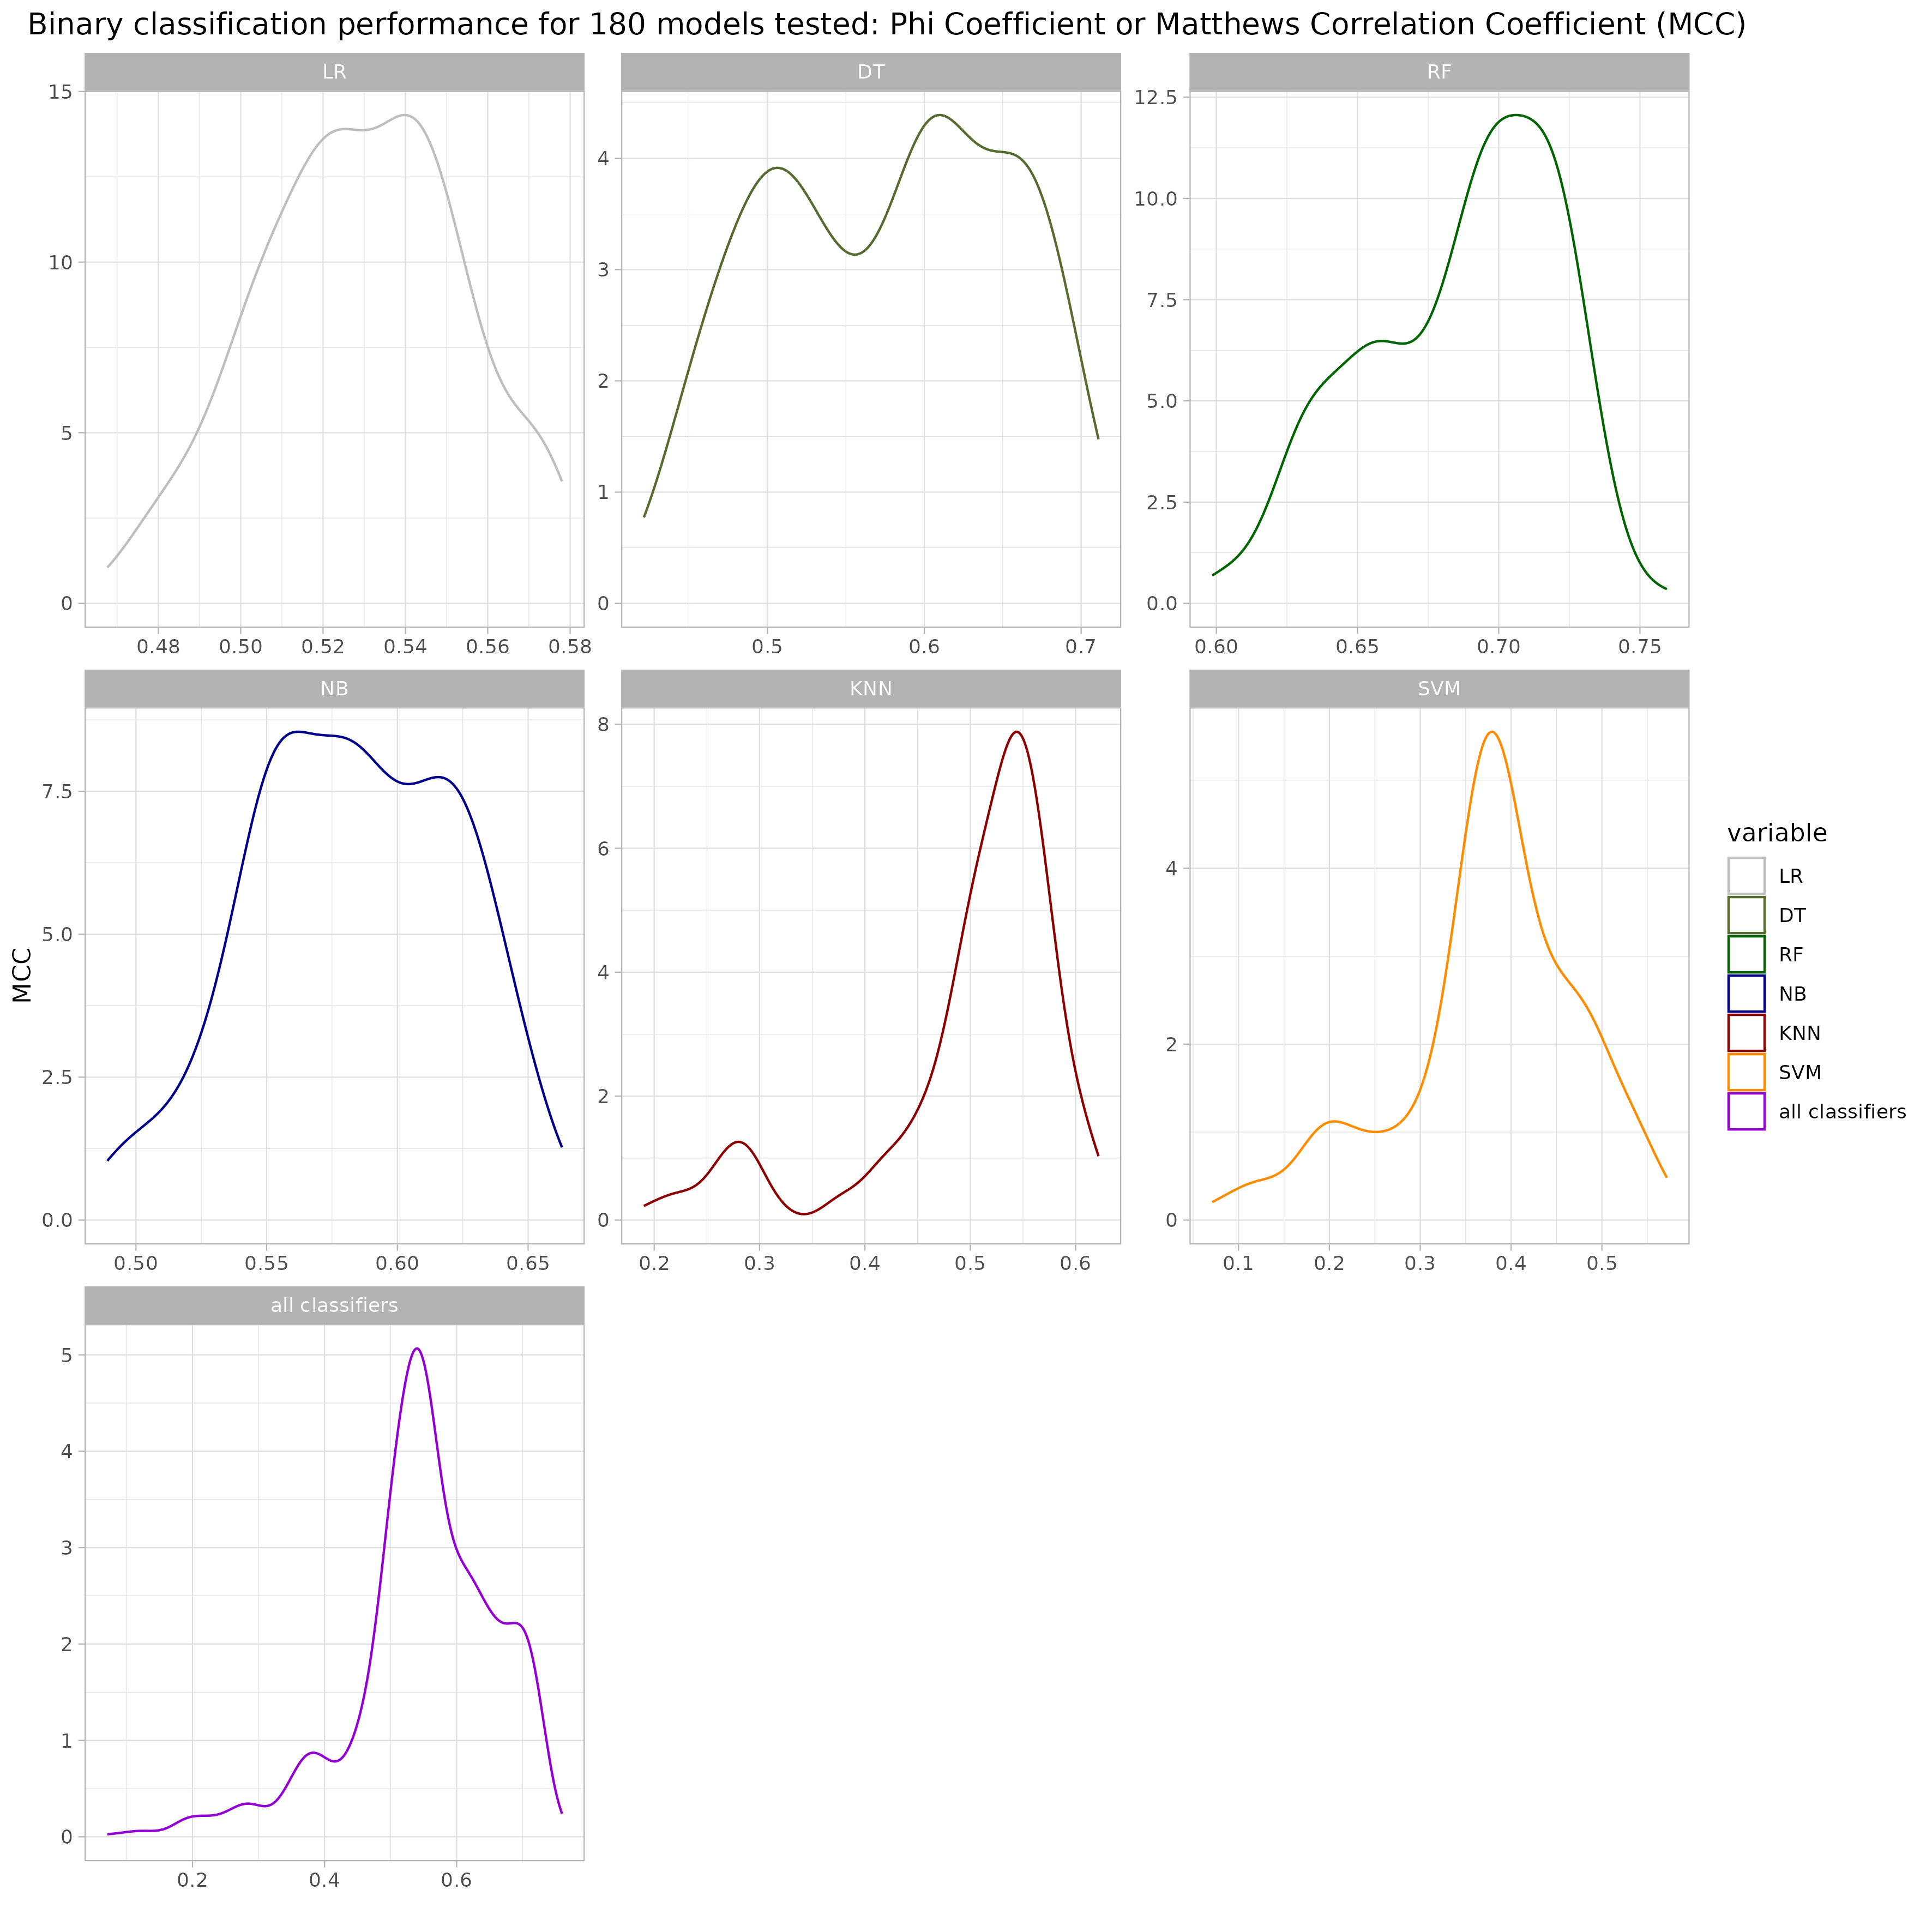 Binary classification performance for 180 models tested: Phi Coefficient or Matthews Correlation Coefficient (MCC)
LR
DT
RF
15
10
5
0
0.48 0.50 0.52 0.54 0.56 0.58
4
3
2
1
0
0.5 0.6 0.7
12.5
10.0
7.5
5.0
2.5
0.0
0.60 0.65 0.70 0.75
NB
KNN
SVM
7.5
5.0
2.5
0.0
0.50 0.55 0.60 0.65
8
6
4
2
0
0.2 0.3 0.4 0.5 0.6
4
2
0
0.1 0.2 0.3 0.4 0.5
MCC
all classifiers
5
4
3
2
1
0
0.2 0.4 0.6
variable
LR
DT
RF
NB
KNN
SVM
all classifiers